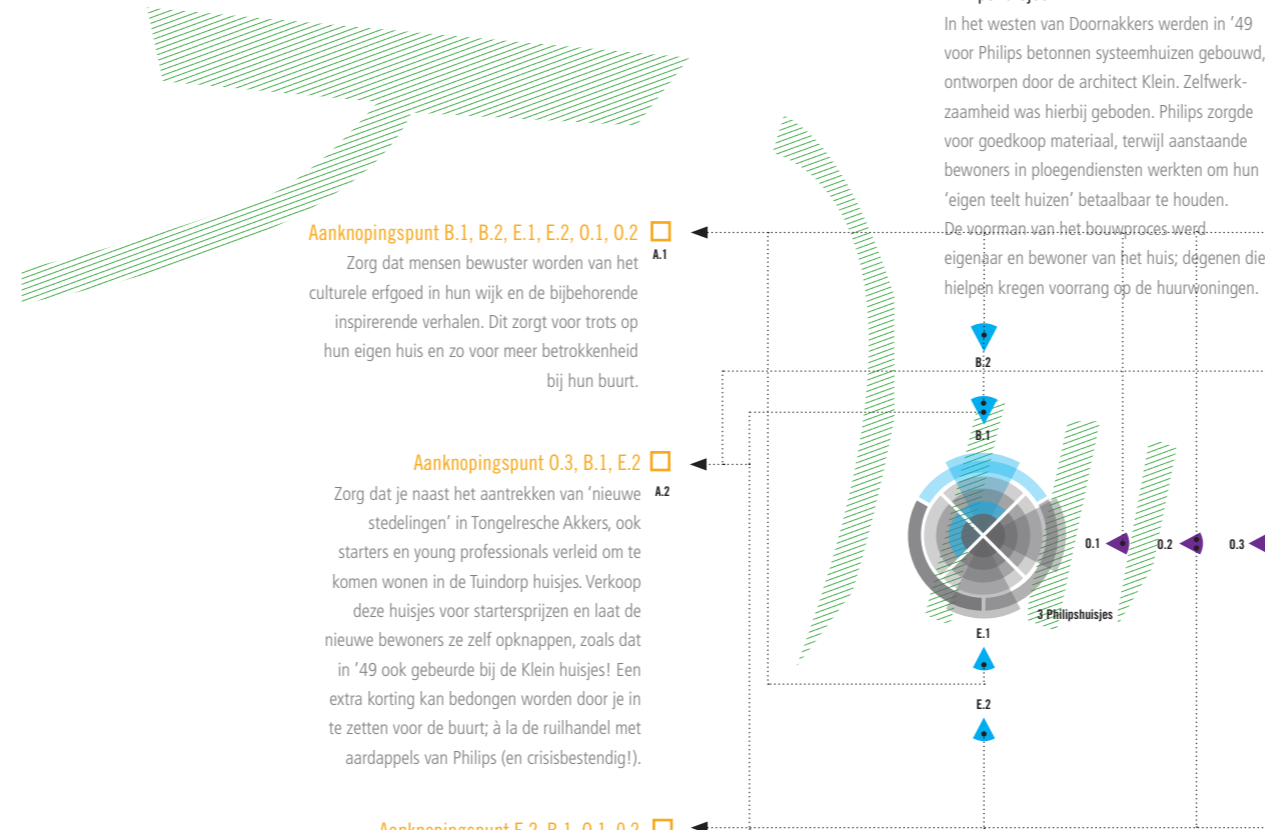 In het westen van Doornakkers werden in ’49
voor Philips betonnen systeemhuizen gebouwd,
ontworpen door de architect Klein. Zelfwerk-
zaamheid was hierbij geboden. Philips zorgde
voor goedkoop materiaal, terwijl aanstaande
bewoners in ploegendiensten werkten om hun
‘eigen teelt huizen’ betaalbaar te houden.
De voorman van het bouwproces werd
eigenaar en bewoner van het huis; degenen die
hielpen kregen voorrang op de huurwoningen.
Aanknopingspunt B.1, B.2, E.1, E.2, O.1, O.2
A.1
Zorg dat mensen bewuster worden van het
culturele erfgoed in hun wijk en de bijbehorende
inspirerende verhalen. Dit zorgt voor trots op
hun eigen huis en zo voor meer betrokkenheid
bij hun buurt.
Aanknopingspunt O.3, B.1, E.2
A.2
Zorg dat je naast het aantrekken van ‘nieuwe
stedelingen’ in Tongelresche Akkers, ook
starters en young professionals verleid om te
komen wonen in de Tuindorp huisjes. Verkoop
deze huisjes voor startersprijzen en laat de
nieuwe bewoners ze zelf opknappen, zoals dat
in ’49 ook gebeurde bij de Klein huisjes! Een
extra korting kan bedongen worden door je in
te zetten voor de buurt; à la de ruilhandel met
aardappels van Philips (en crisisbestendig!).
Aanknopingspunt E.2, B.1, O.1, O.2
B.2
B.1
O.1
O.2
O.3
3 Philipshuisjes
E.1
E.2